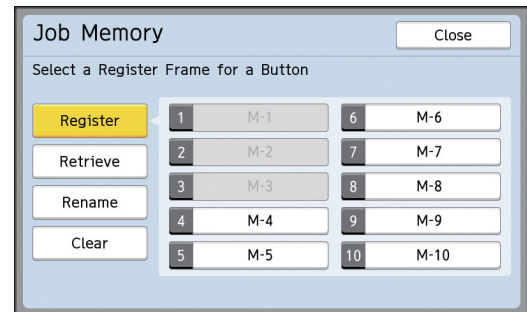 Job Memory Close
Select a Register Frame for a Button
Register 1 M-1 6 M-6
Retrieve 2 M-2 7 M-7
Rename 3 M-3 8 M-8
Clear 4 M-4 9 M-9
5 M-5 10 M-10